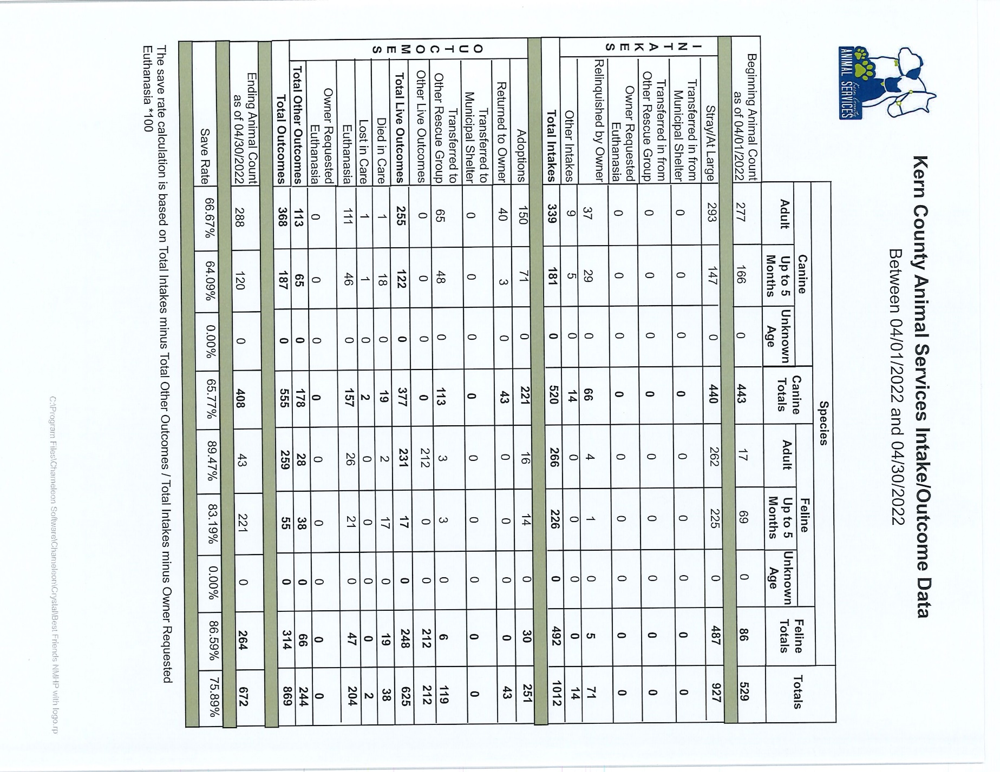 Kern County
ANIMAL SERVICES
Kern County Animal Services Intake/Outcome Data
Between 04/01/2022 and 04/30/2022
Species
Canine Canine Totals Feline Feline Totals Totals
Adult Up to 5 Months Unknown Age Adult Up to 5 Months Unknown Age
Beginning Animal Count
as of 04/01/2022 277 166 0 443 17 69 0 86 529
INTAKES
Stray/At Large 293 147 0 440 262 225 0 487 927
Transferred in from
Municipal Shelter 0 0 0 0 0 0 0 0 0
Transferred in from
Other Rescue Group 0 0 0 0 0 0 0 0 0
Owner Requested
Euthanasia 0 0 0 0 0 0 0 0 0
Relinquished by Owner 37 29 0 66 4 1 0 5 71
Other Intakes 9 5 0 14 0 0 0 0 14
Total Intakes 339 181 0 520 266 226 0 492 1012
OUTCOMES
Adoptions 150 71 0 221 16 14 0 30 251
Returned to Owner 40 3 0 43 0 0 0 0 43
Transferred to
Municipal Shelter 0 0 0 0 0 0 0 0 0
Transferred to
Other Rescue Group 65 48 0 113 3 3 0 6 119
Other Live Outcomes 0 0 0 0 212 0 0 212 212
Total Live Outcomes 255 122 0 377 231 17 0 248 625
Died in Care 1 18 0 19 2 17 0 19 38
Lost in Care 1 1 0 2 0 0 0 0 2
Euthanasia 111 46 0 157 26 21 0 47 204
Owner Requested
Euthanasia 0 0 0 0 0 0 0 0 0
Total Other Outcomes 113 65 0 178 28 38 0 66 244
Total Outcomes 368 187 0 555 259 55 0 314 869
Ending Animal Count
as of 04/30/2022 288 120 0 408 43 221 0 264 672
Save Rate 66.67% 64.09% 0.00% 65.77% 89.47% 83.19% 0.00% 86.59% 75.89%
The save rate calculation is based on Total Intakes minus Total Other Outcomes / Total Intakes minus Owner Requested
Euthanasia *100
C:\Program Files\Chameleon Software\Chameleon\Crystal\Best Friends NMHP with logo.rp